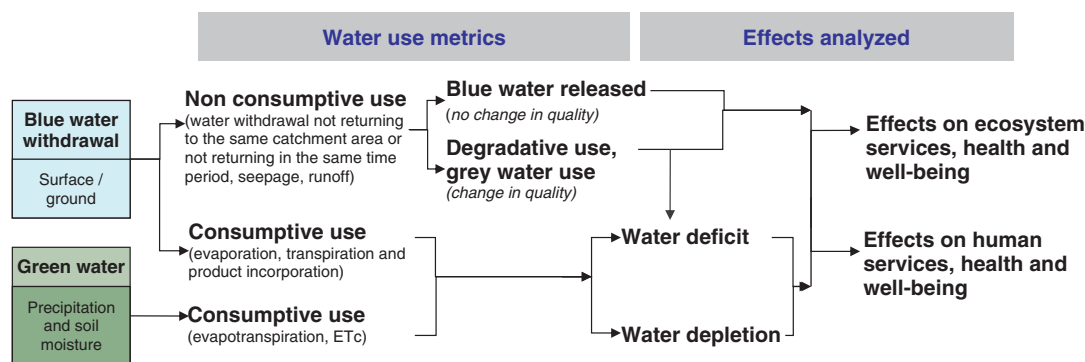 Water use metrics
Effects analyzed
Blue water
withdrawal
Surface /
ground
Green water
Precipitation
and soil
moisture
Non consumptive use
(water withdrawal not returning
to the same catchment area or
not returning in the same time
period, seepage, runoff)
Consumptive use
(evaporation, transpiration and
product incorporation)
Consumptive use
(evapotranspiration, ETc)
Blue water released
(no change in quality)
Degradative use,
grey water use
(change in quality)
Water deficit
Water depletion
Effects on ecosystem
services, health and
well-being
Effects on human
services, health and
well-being